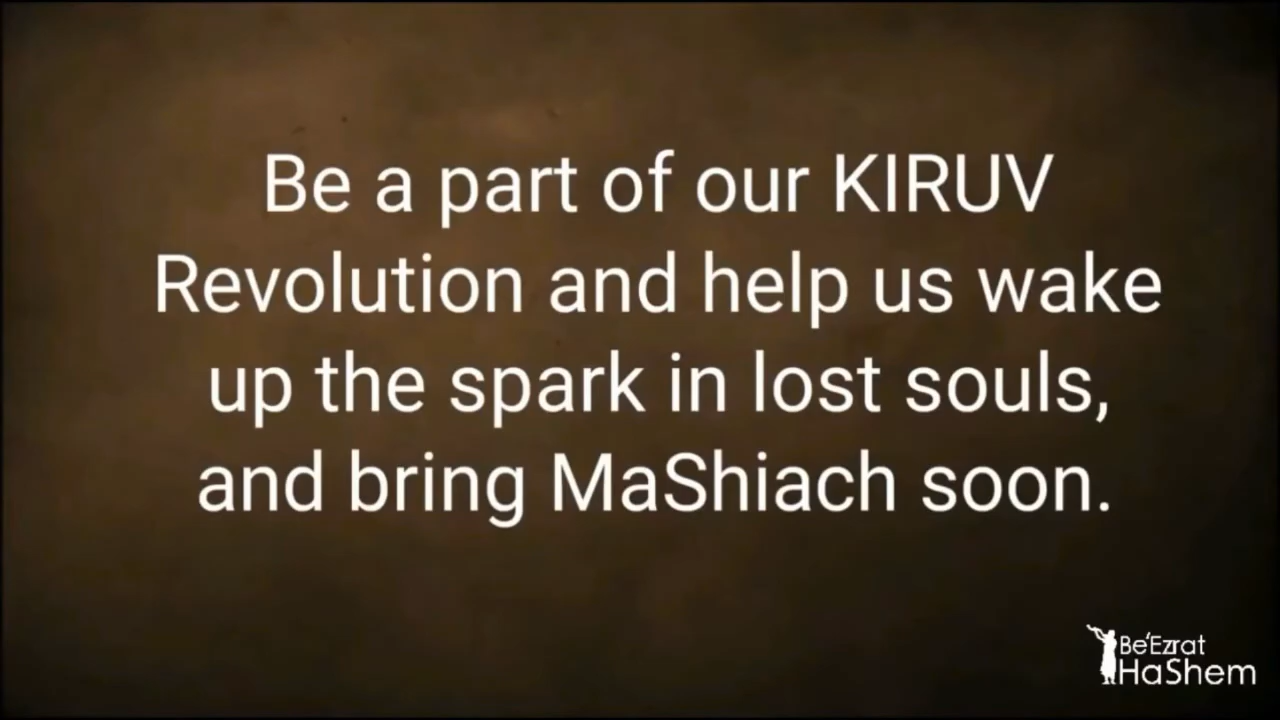 Be a part of our KIRUV
Revolution and help us wake
up the spark in lost souls,
and bring MaShiach soon.
Be'Ezrat
HaShem